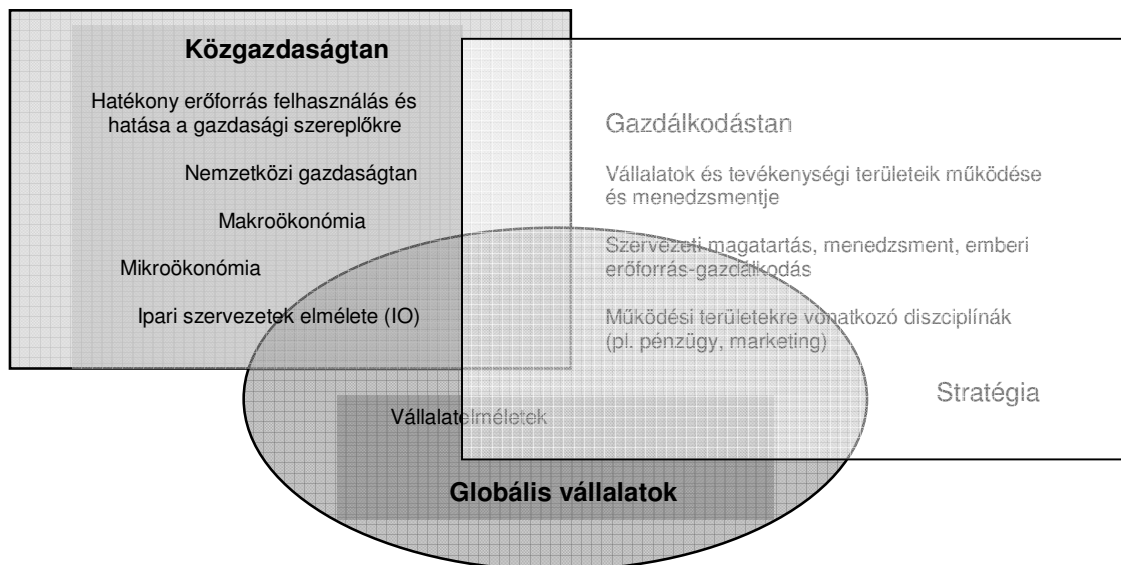 Közgazdaságtan
Hatékony erőforrás felhasználás és
hatása a gazdasági szereplőkre
Nemzetközi gazdaságtan
Makroökonómia
Mikroökonómia
Ipari szervezetek elmélete (IO)
Gazdálkodástan
Vállalatok és tevékenységi területeik működése
és menedzsmentje
Szervezeti magatartás, menedzsment, emberi
erőforrás-gazdálkodás
Működési területekre vonatkozó diszciplínák
(pl. pénzügy, marketing)
Stratégia
Vállalatelméletek
Globális vállalatok